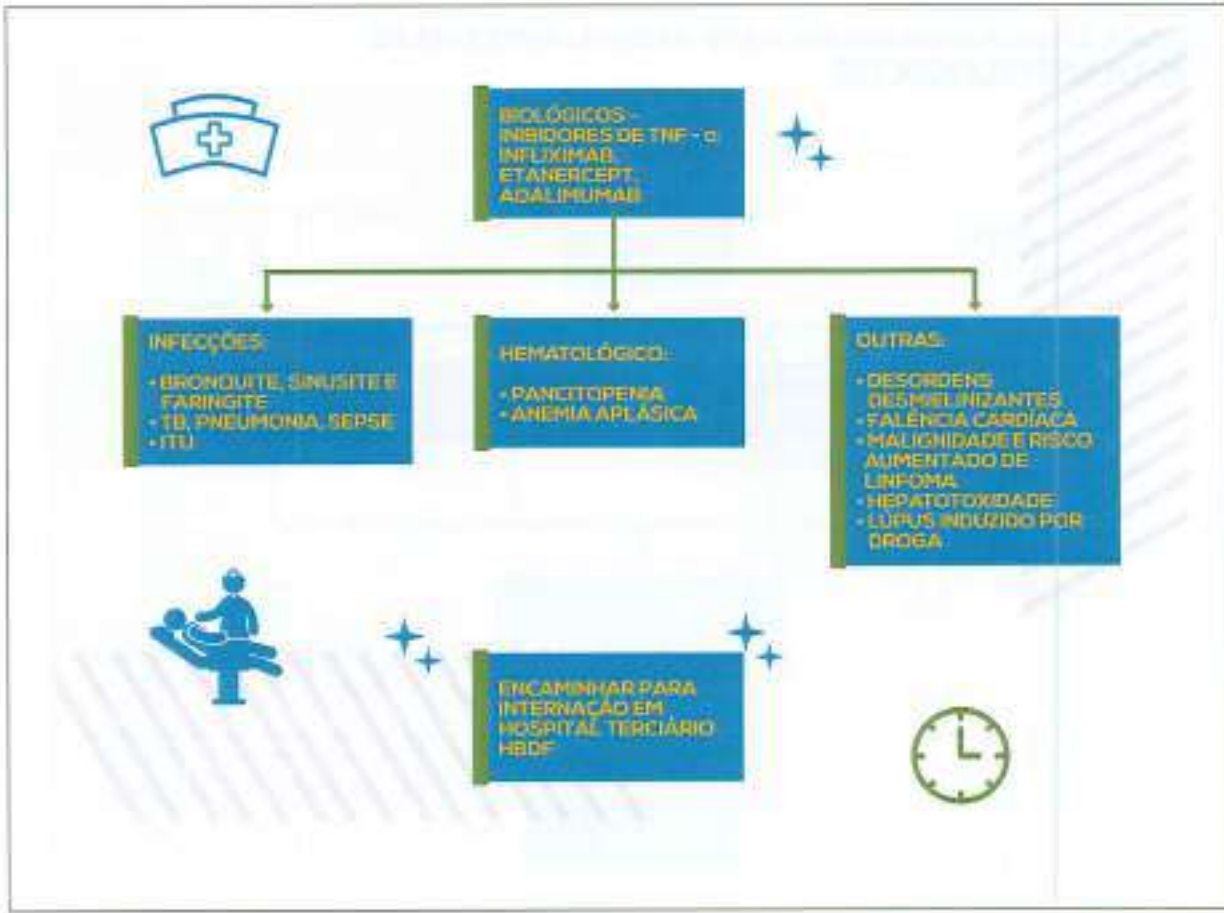 BIOLÓGICOS -
INIBIDORES DE TNF - α:
INFLIXIMAB,
ETANERCEPT,
ADALIMUMAB
INFECÇÕES:
• BRONQUITE, SINUSITE E
FARINGITE
• TB, PNEUMONIA, SEPSE
• ITU
HEMATOLÓGICO:
• PANCITOPENIA
• ANEMIA APLÁSICA
OUTRAS:
• DESORDENS
DESMIELINIZANTES
• FALÊNCIA CARDÍACA
• MALIGNIDADE E RISCO
AUMENTADO DE
LINFOMA
• HEPATOTOXIDADE
• LÚPUS INDUZIDO POR
DROGA
ENCAMINHAR PARA
INTERNAÇÃO EM
HOSPITAL TERCIÁRIO
HBDF